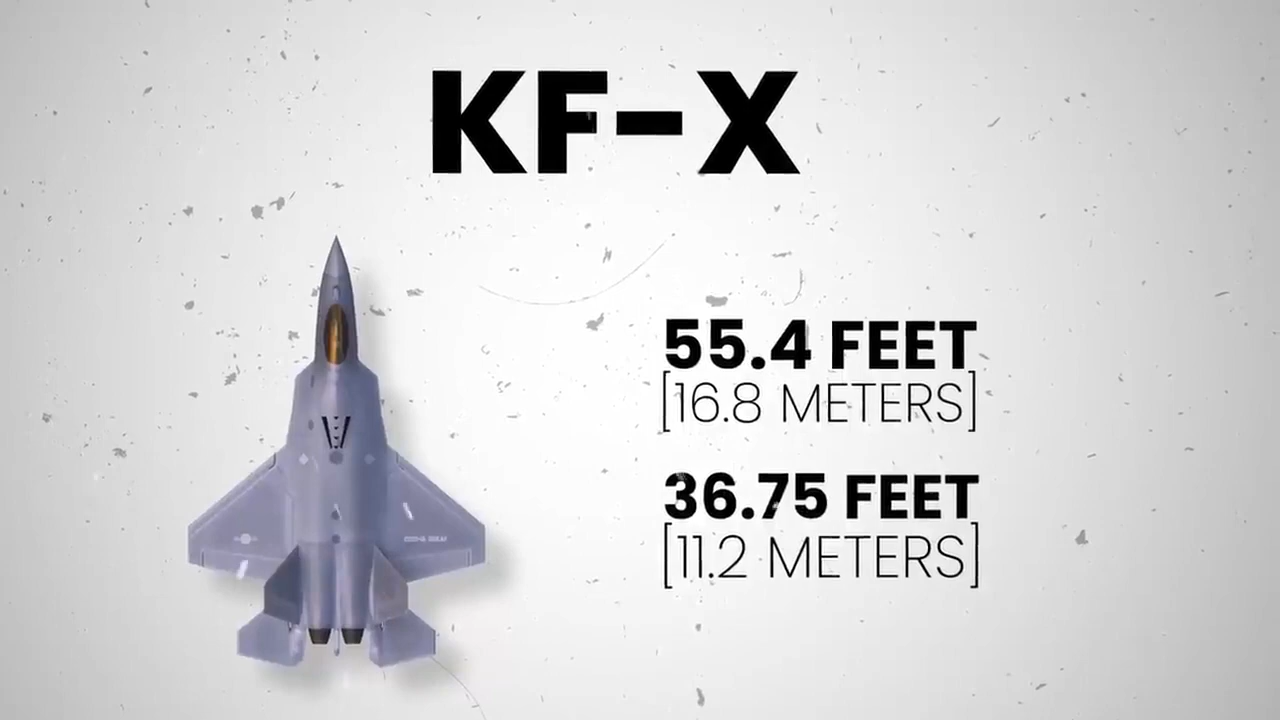 KF-X
55.4 FEET
[16.8 METERS]
36.75 FEET
[11.2 METERS]